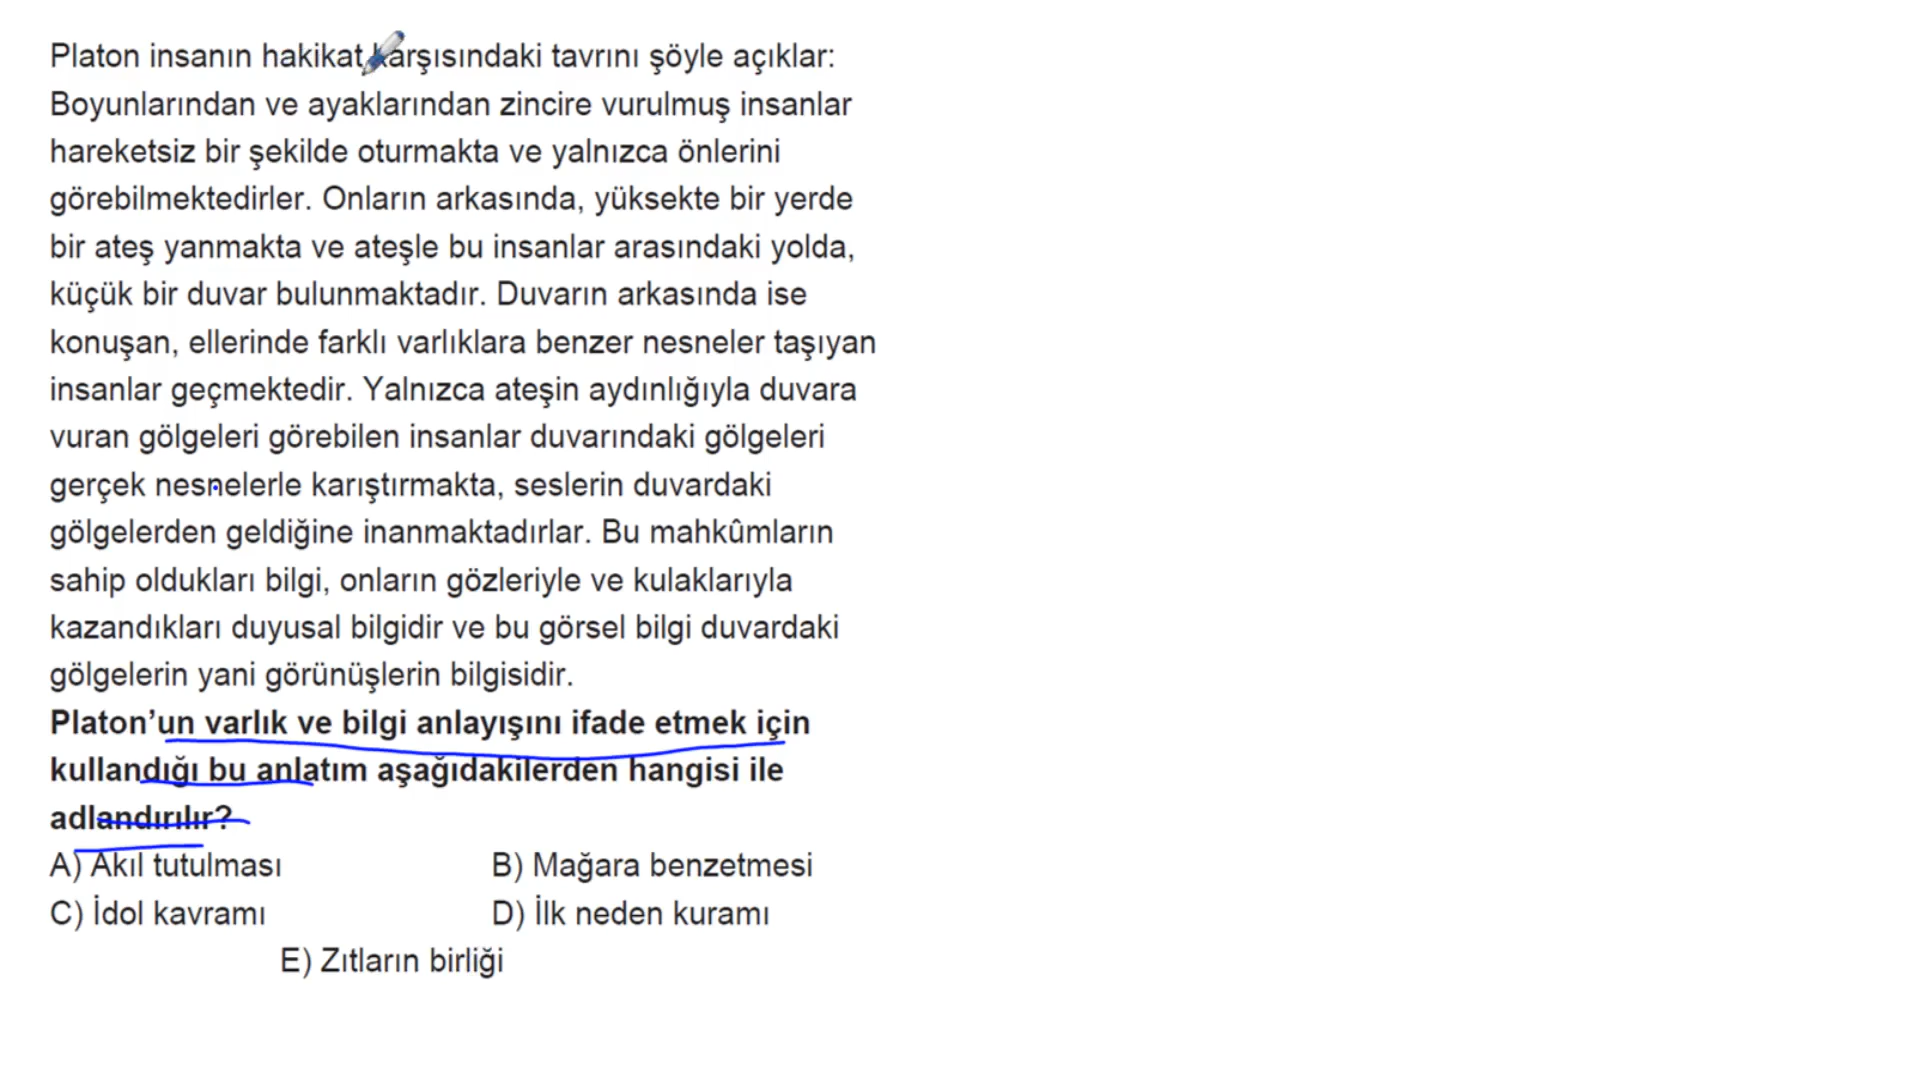 Platon insanın hakikat karşısındaki tavrını şöyle açıklar:
Boyunlarından ve ayaklarından zincire vurulmuş insanlar
hareketsiz bir şekilde oturmakta ve yalnızca önlerini
görebilmektedirler. Onların arkasında, yüksekte bir yerde
bir ateş yanmakta ve ateşle bu insanlar arasındaki yolda,
küçük bir duvar bulunmaktadır. Duvarın arkasında ise
konuşan, ellerinde farklı varlıklara benzer nesneler taşıyan
insanlar geçmektedir. Yalnızca ateşin aydınlığıyla duvara
vuran gölgeleri görebilen insanlar duvarındaki gölgeleri
gerçek nesnelerle karıştırmakta, seslerin duvardaki
gölgelerden geldiğine inanmaktadırlar. Bu mahkûmların
sahip oldukları bilgi, onların gözleriyle ve kulaklarıyla
kazandıkları duyusal bilgidir ve bu görsel bilgi duvardaki
gölgelerin yani görünüşlerin bilgisidir.
Platon’un varlık ve bilgi anlayışını ifade etmek için
kullandığı bu anlatım aşağıdakilerden hangisi ile
adlandırılır?
A) Akıl tutulması B) Mağara benzetmesi
C) İdol kavramı D) İlk neden kuramı
E) Zıtların birliği